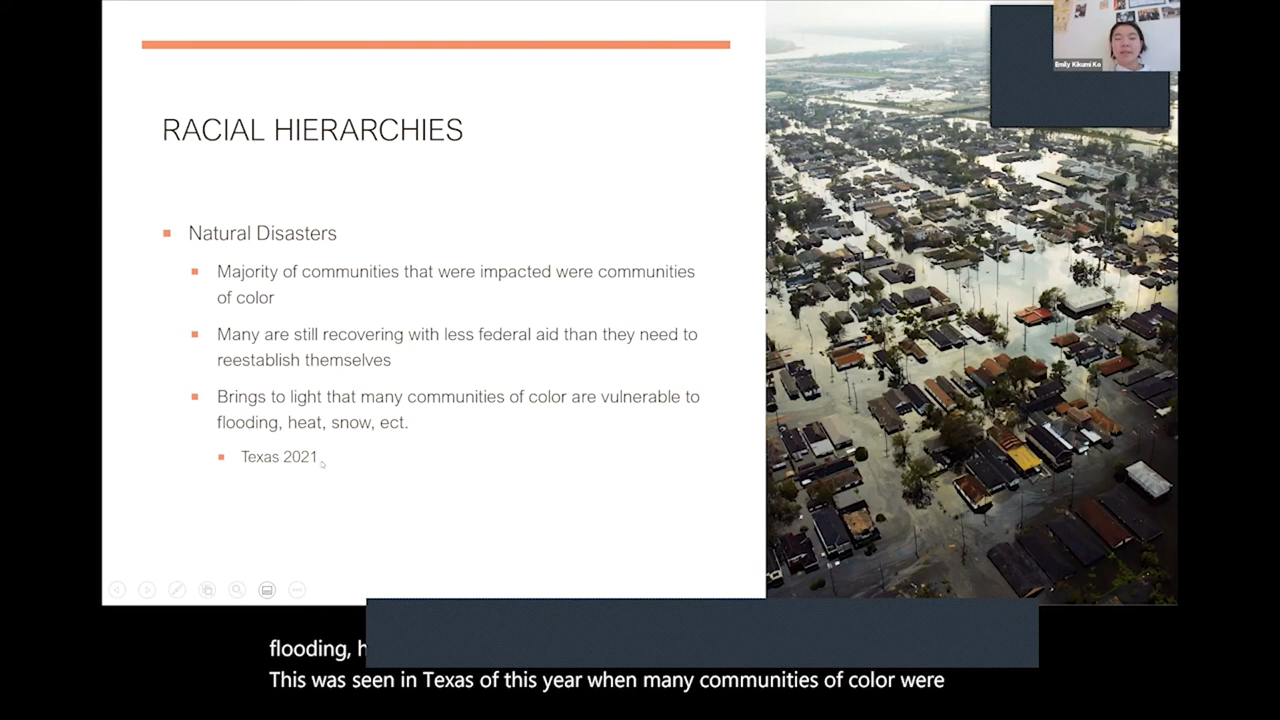 Emily Kikumi Ko
RACIAL HIERARCHIES
Natural Disasters
Majority of communities that were impacted were communities
of color
Many are still recovering with less federal aid than they need to
reestablish themselves
Brings to light that many communities of color are vulnerable to
flooding, heat, snow, ect.
Texas 2021
flooding,
This was seen in Texas of this year when many communities of color were